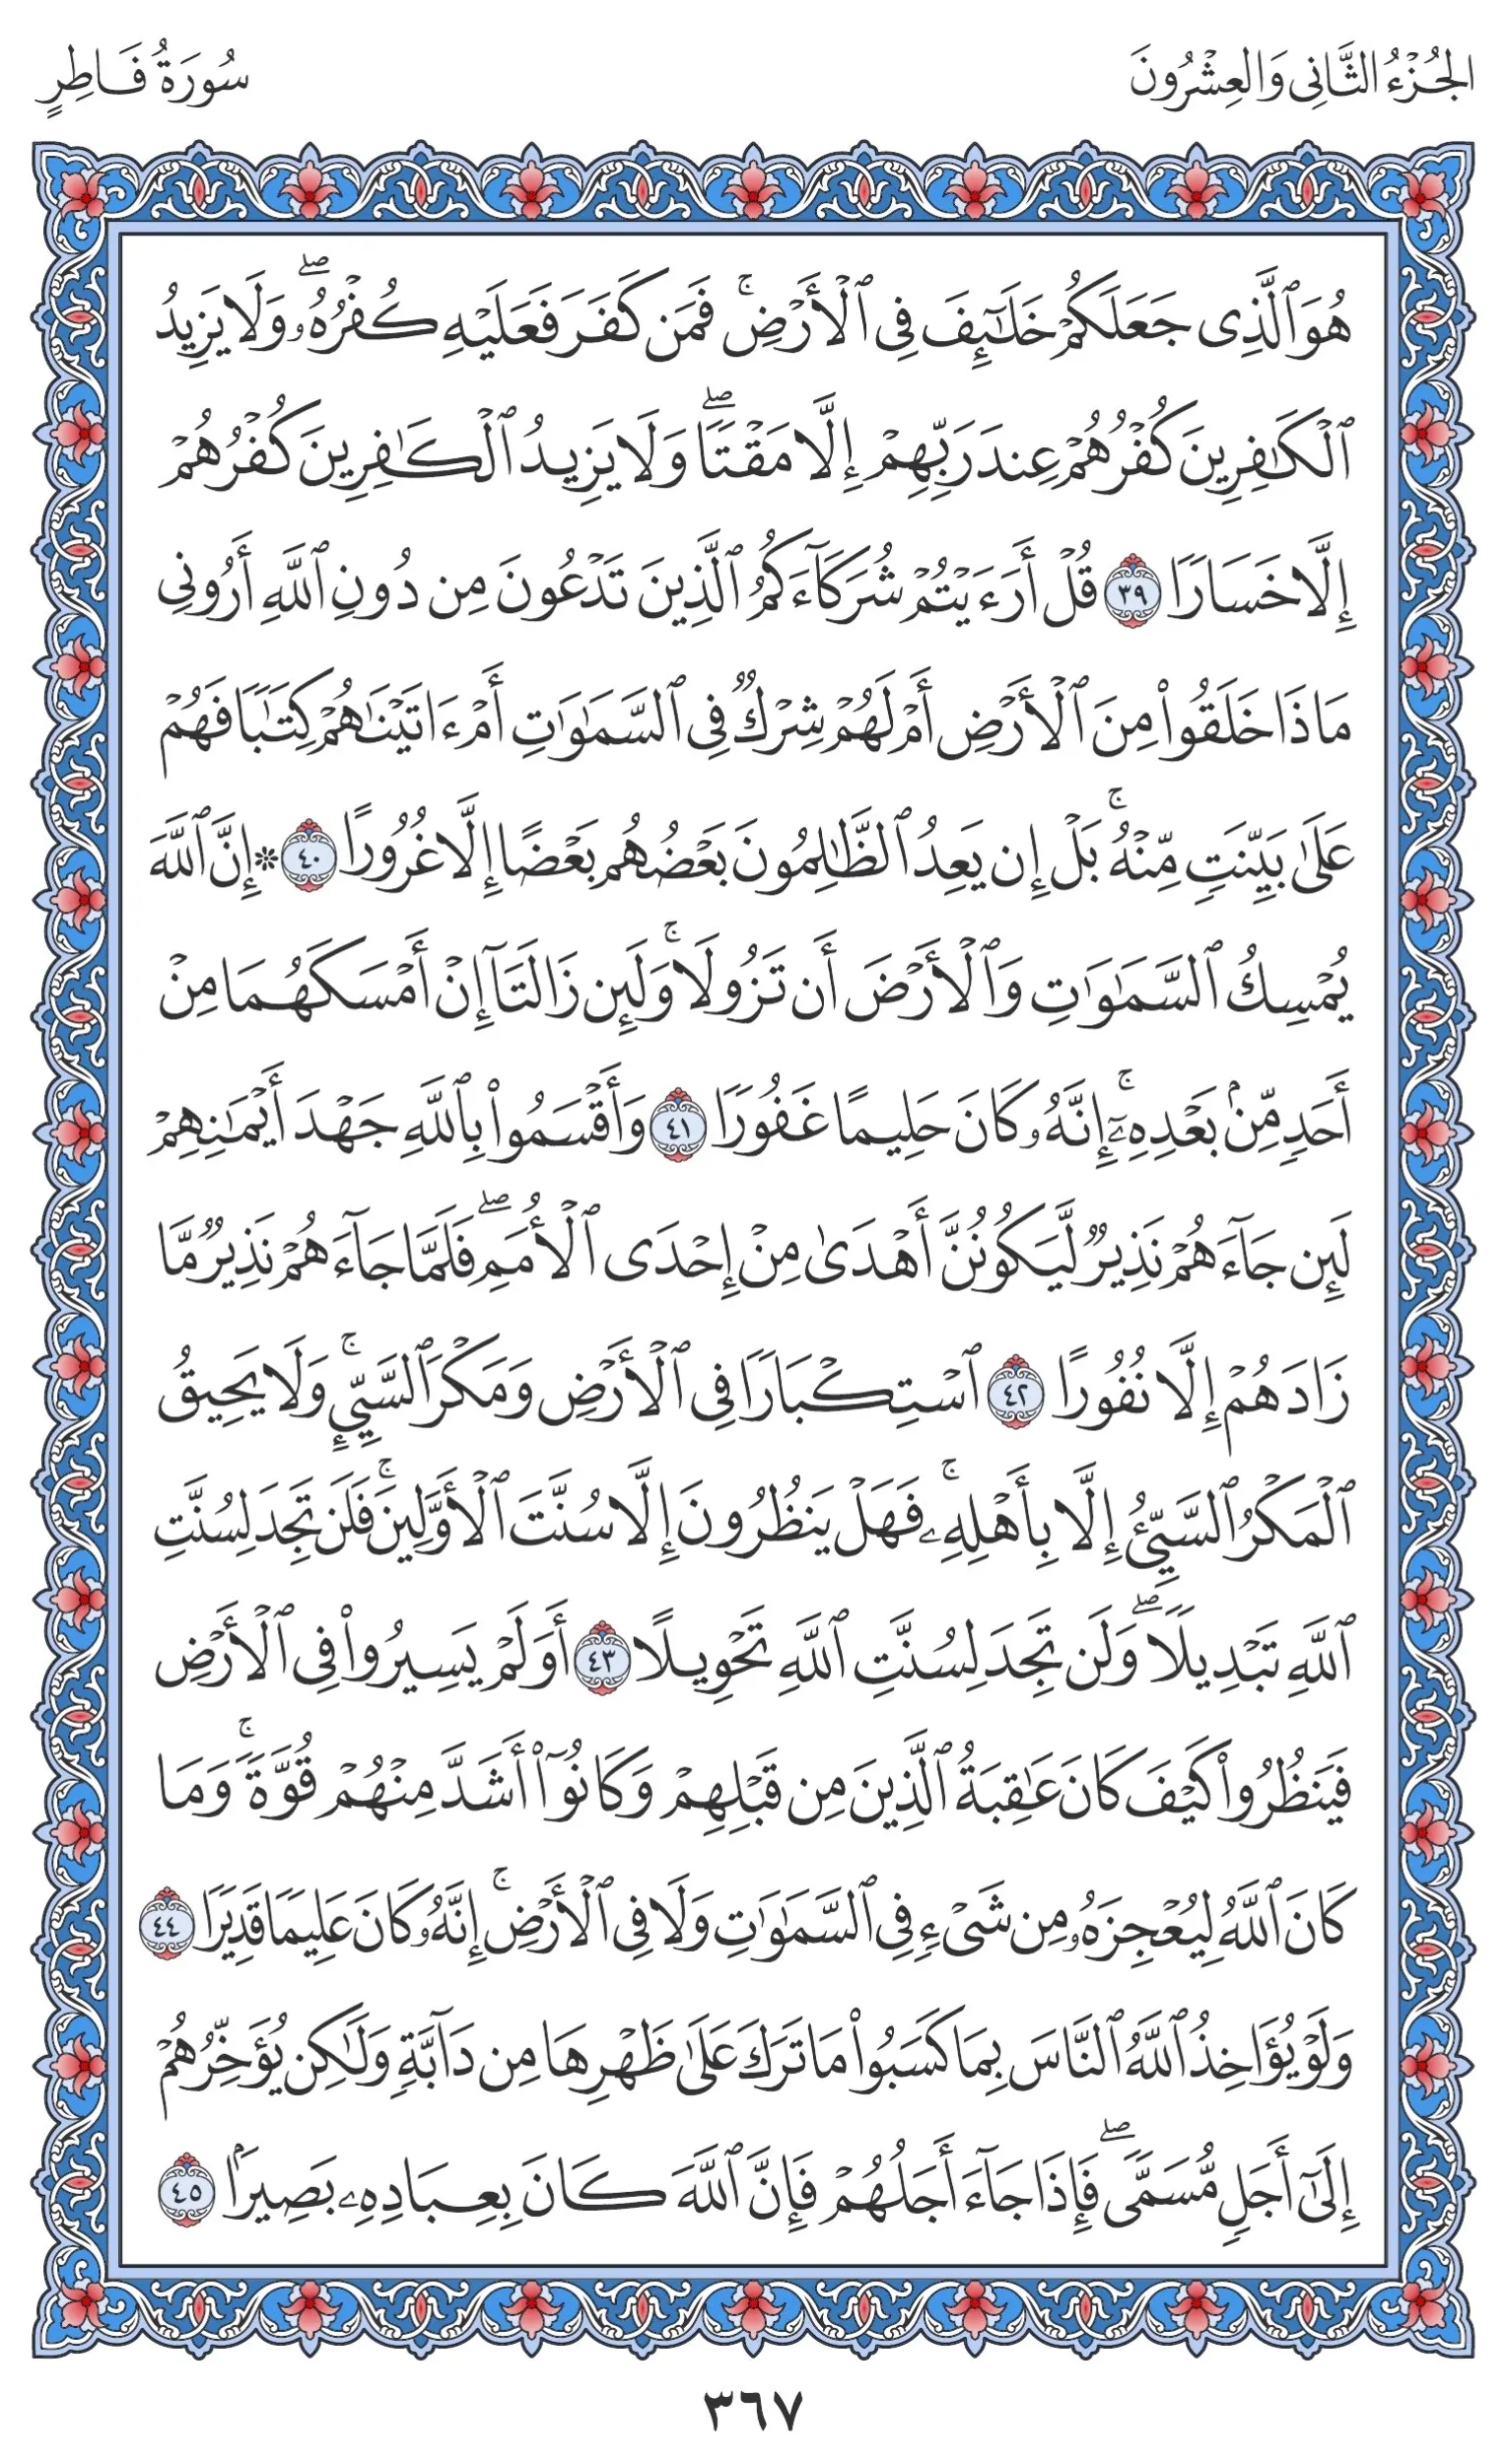 الجُزْءُ الثَّانِي وَالعِشْرُونَ
سُورَةُ فَاطِرٍ
هُوَ ٱلَّذِى جَعَلَكُمْ خَلَـٰٓئِفَ فِى ٱلْأَرْضِ ۚ فَمَن كَفَرَ فَعَلَيْهِ كُفْرُهُۥ ۖ وَلَا يَزِيدُ
ٱلْكَـٰفِرِينَ كُفْرُهُمْ عِندَ رَبِّهِمْ إِلَّا مَقْتًا ۖ وَلَا يَزِيدُ ٱلْكَـٰفِرِينَ كُفْرُهُمْ
إِلَّا خَسَارًا ٣٩ قُلْ أَرَءَيْتُمْ شُرَكَآءَكُمُ ٱلَّذِينَ تَدْعُونَ مِن دُونِ ٱللَّهِ أَرُونِى
مَاذَا خَلَقُوا۟ مِنَ ٱلْأَرْضِ أَمْ لَهُمْ شِرْكٌ فِى ٱلسَّمَـٰوَٰتِ أَمْ ءَاتَيْنَـٰهُمْ كِتَـٰبًا فَهُمْ
عَلَىٰ بَيِّنَتٍ مِّنْهُ ۚ بَلْ إِن يَعِدُ ٱلظَّـٰلِمُونَ بَعْضُهُم بَعْضًا إِلَّا غُرُورًا ٤٠ * إِنَّ ٱللَّهَ
يُمْسِكُ ٱلسَّمَـٰوَٰتِ وَٱلْأَرْضَ أَن تَزُولَا ۚ وَلَئِن زَالَتَآ إِنْ أَمْسَكَهُمَا مِنْ
أَحَدٍ مِّنۢ بَعْدِهِۦٓ ۚ إِنَّهُۥ كَانَ حَلِيمًا غَفُورًا ٤١ وَأَقْسَمُوا۟ بِٱللَّهِ جَهْدَ أَيْمَـٰنِهِمْ
لَئِن جَآءَهُمْ نَذِيرٌ لَّيَكُونُنَّ أَهْدَىٰ مِنْ إِحْدَى ٱلْأُمَمِ ۖ فَلَمَّا جَآءَهُمْ نَذِيرٌ مَّا
زَادَهُمْ إِلَّا نُفُورًا ٤٢ ٱسْتِكْبَارًا فِى ٱلْأَرْضِ وَمَكْرَ ٱلسَّيِّئِ ۚ وَلَا يَحِيقُ
ٱلْمَكْرُ ٱلسَّيِّئُ إِلَّا بِأَهْلِهِۦ ۚ فَهَلْ يَنظُرُونَ إِلَّا سُنَّتَ ٱلْأَوَّلِينَ ۚ فَلَن تَجِدَ لِسُنَّتِ
ٱللَّهِ تَبْدِيلًا ۖ وَلَن تَجِدَ لِسُنَّتِ ٱللَّهِ تَحْوِيلًا ٤٣ أَوَلَمْ يَسِيرُوا۟ فِى ٱلْأَرْضِ
فَيَنظُرُوا۟ كَيْفَ كَانَ عَـٰقِبَةُ ٱلَّذِينَ مِن قَبْلِهِمْ وَكَانُوٓا۟ أَشَدَّ مِنْهُمْ قُوَّةً ۚ وَمَا
كَانَ ٱللَّهُ لِيُعْجِزَهُۥ مِن شَىْءٍ فِى ٱلسَّمَـٰوَٰتِ وَلَا فِى ٱلْأَرْضِ ۚ إِنَّهُۥ كَانَ عَلِيمًا قَدِيرًا ٤٤
وَلَوْ يُؤَاخِذُ ٱللَّهُ ٱلنَّاسَ بِمَا كَسَبُوا۟ مَا تَرَكَ عَلَىٰ ظَهْرِهَا مِن دَآبَّةٍ وَلَـٰكِن يُؤَخِّرُهُمْ
إِلَىٰٓ أَجَلٍ مُّسَمًّى ۖ فَإِذَا جَآءَ أَجَلُهُمْ فَإِنَّ ٱللَّهَ كَانَ بِعِبَادِهِۦ بَصِيرًۢا ٤٥
٣٦٧